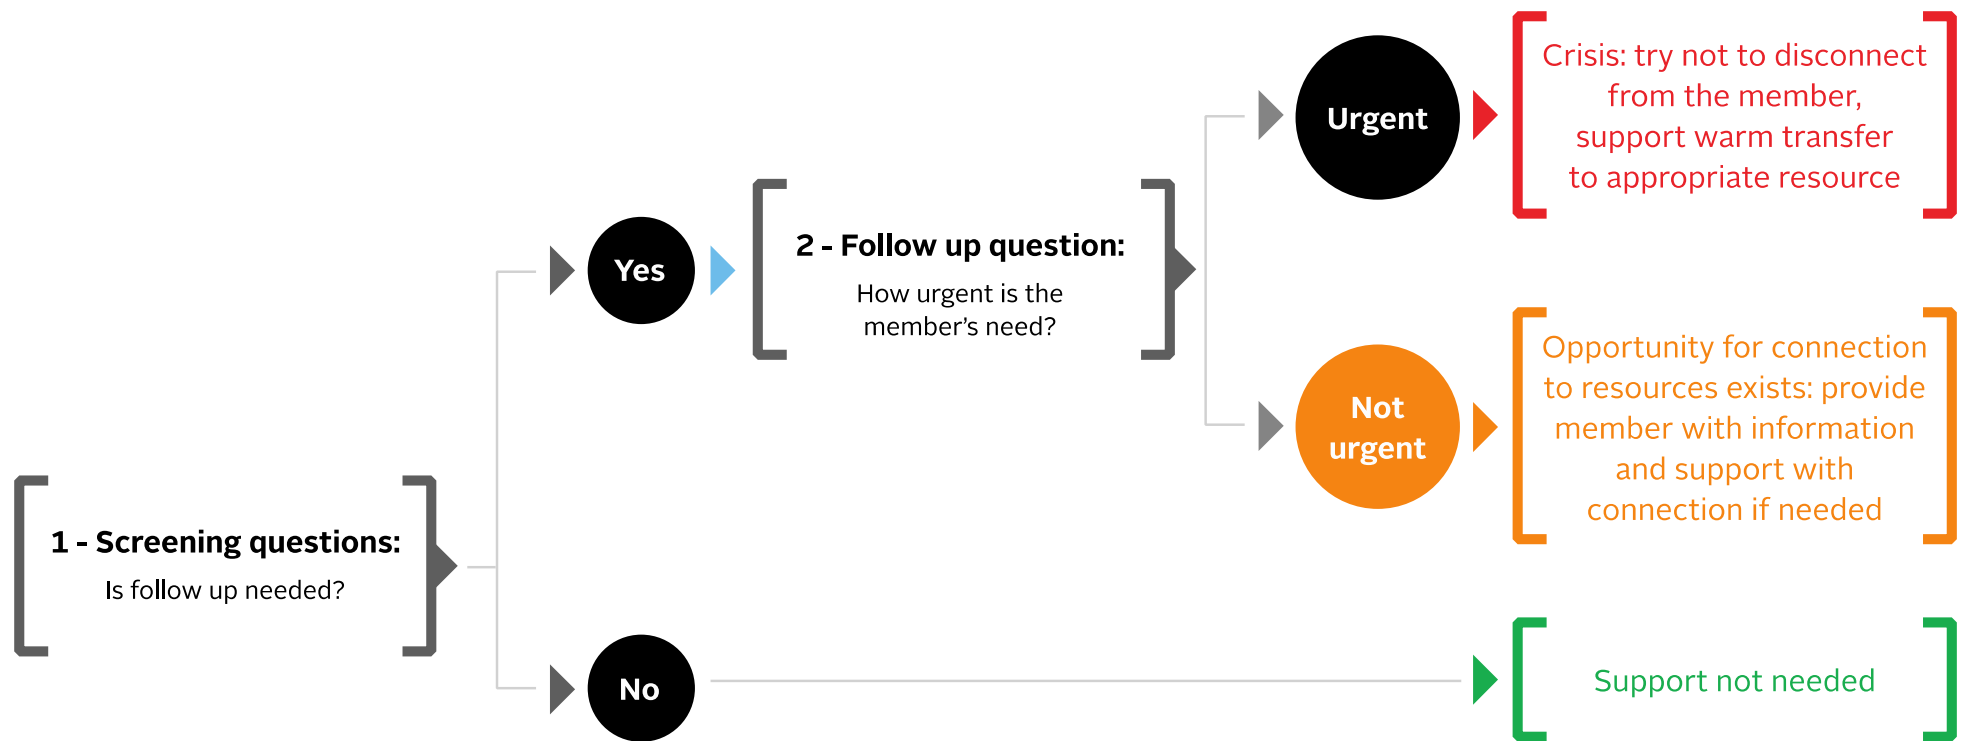 1 - Screening questions:
Is follow up needed?
Yes
No
2 - Follow up question:
How urgent is the
member’s need?
Urgent
Crisis: try not to disconnect
from the member,
support warm transfer
to appropriate resource
Not
urgent
Opportunity for connection
to resources exists: provide
member with information
and support with
connection if needed
Support not needed